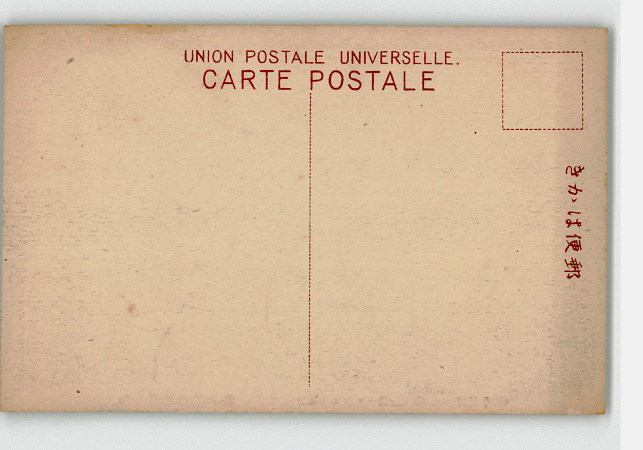 UNION POSTALE UNIVERSELLE.
CARTE POSTALE
きかは便郵